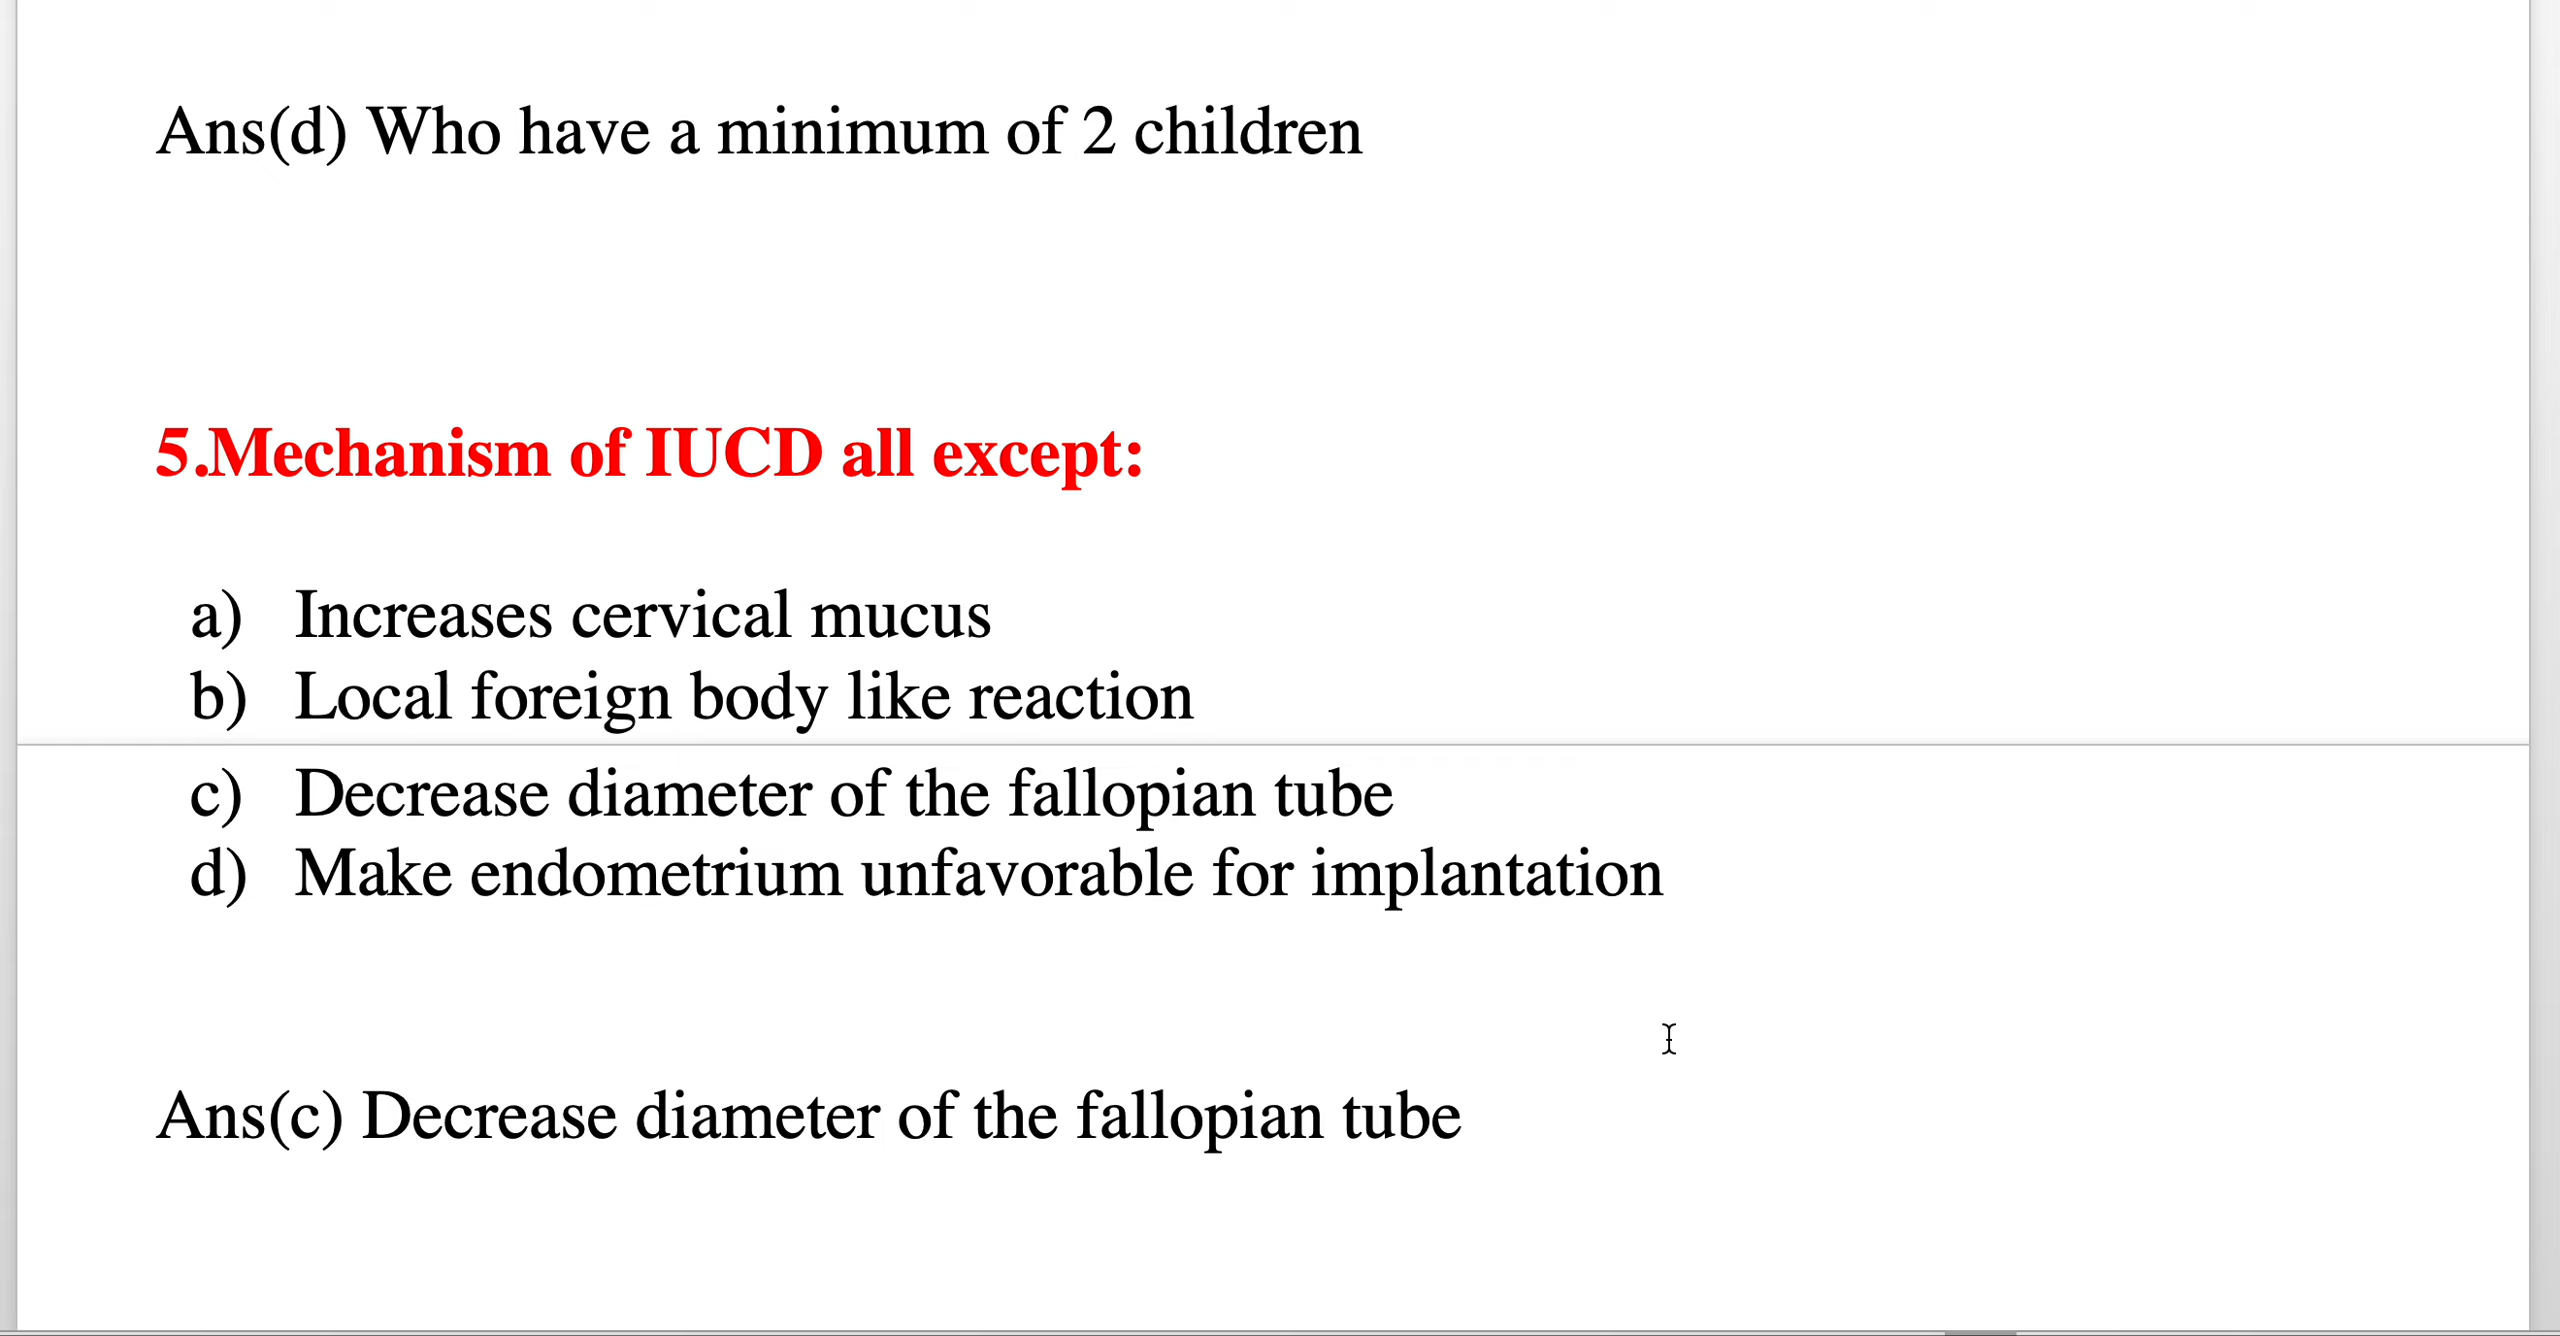 Ans(d) Who have a minimum of 2 children
5.Mechanism of IUCD all except:
a) Increases cervical mucus
b) Local foreign body like reaction
c) Decrease diameter of the fallopian tube
d) Make endometrium unfavorable for implantation
Ans(c) Decrease diameter of the fallopian tube